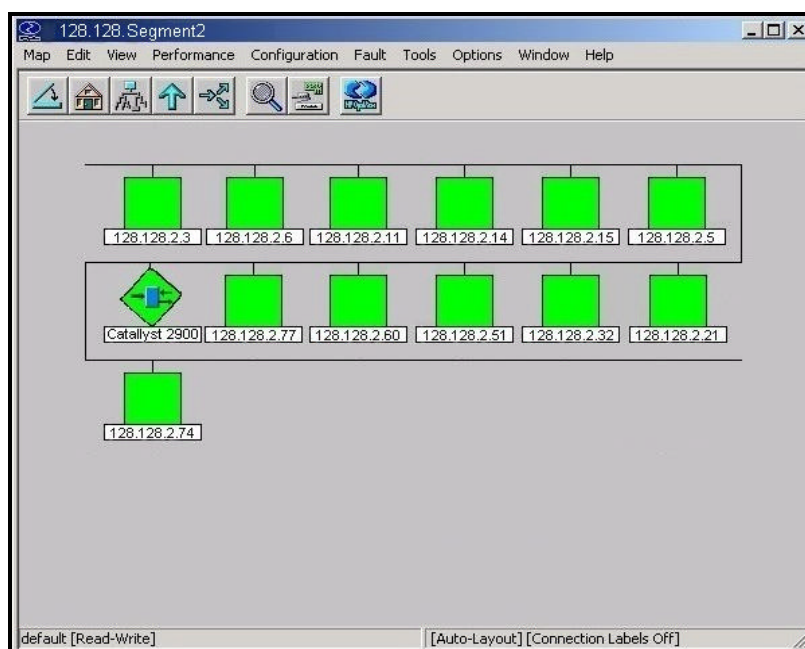 128.128.Segment2
Map Edit View Performance Configuration Fault Tools Options Window Help
128.128.2.3 128.128.2.6 128.128.2.11 128.128.2.14 128.128.2.15 128.128.2.5
Catallyst 2900 128.128.2.77 128.128.2.60 128.128.2.51 128.128.2.32 128.128.2.21
128.128.2.74
default [Read-Write] [Auto-Layout] [Connection Labels Off]